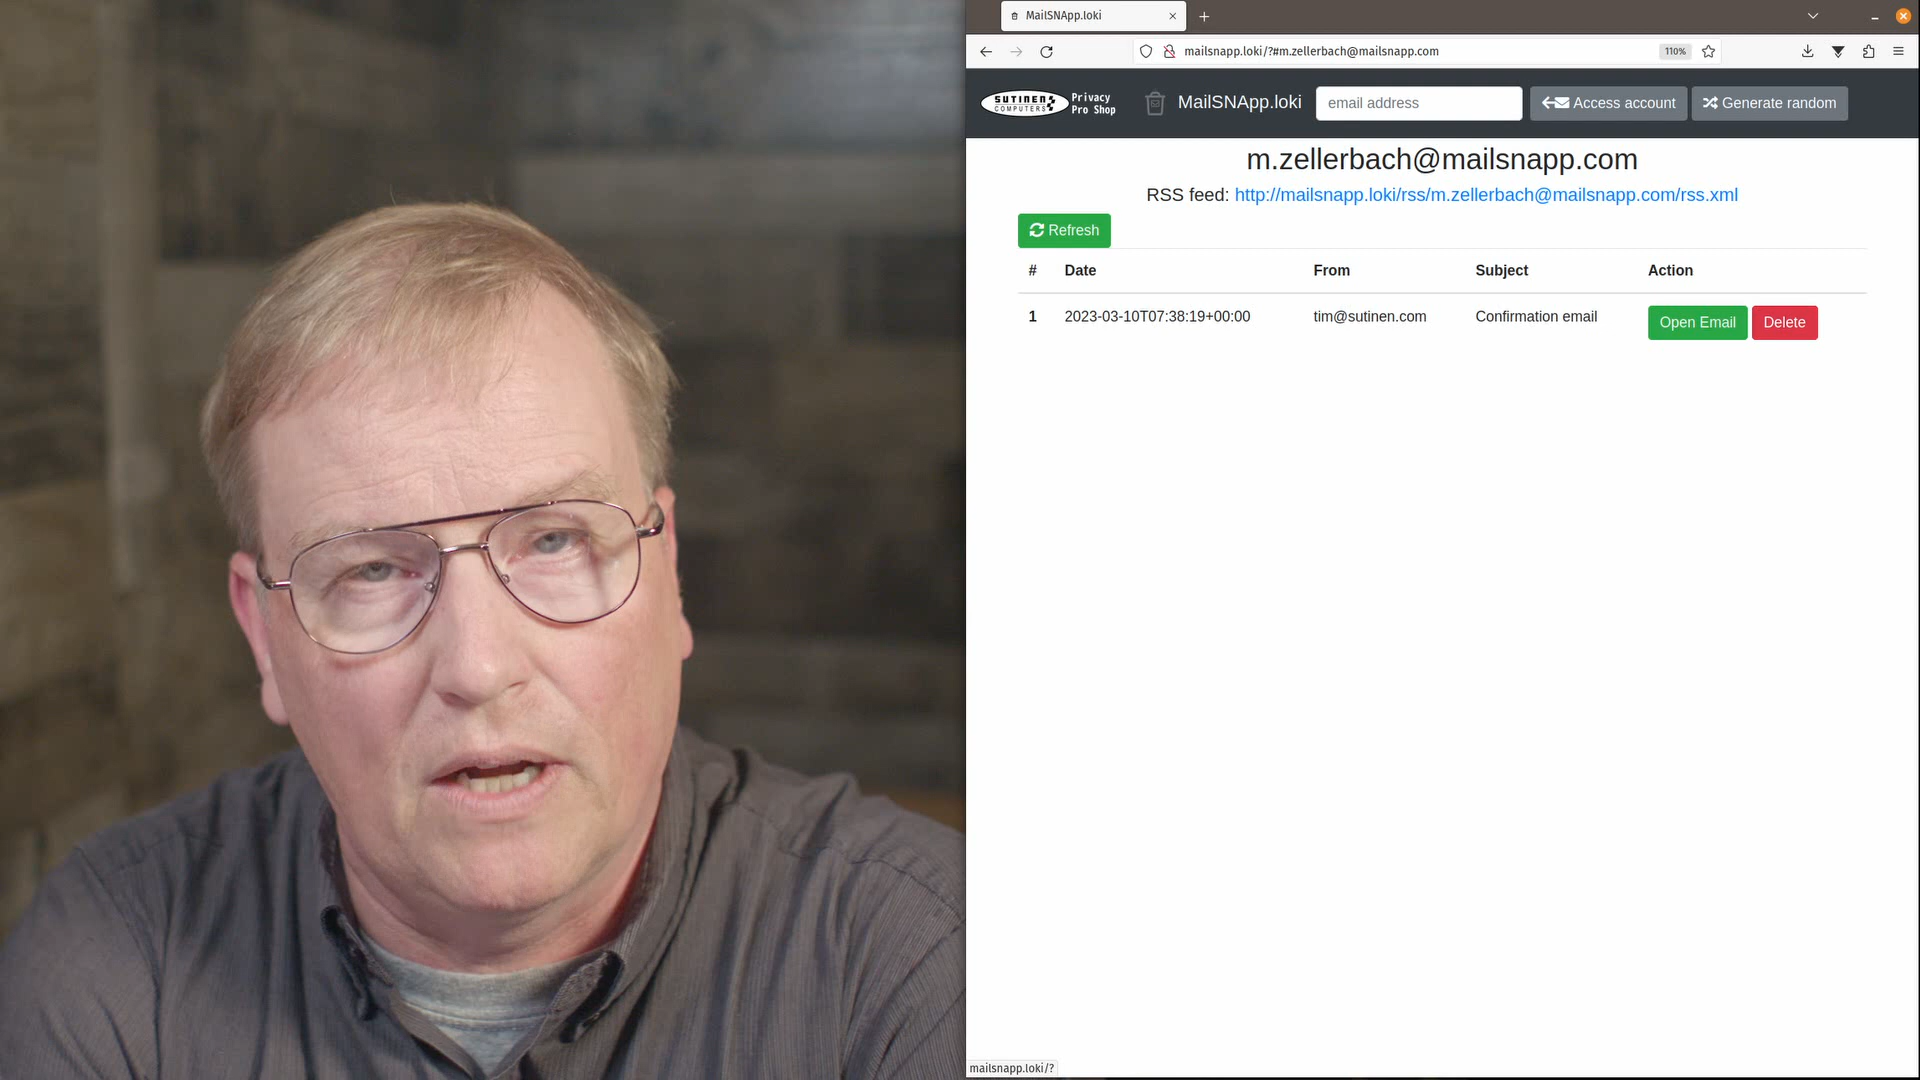 MailSNApp.loki
mailsnapp.loki/?#m.zellerbach@mailsnapp.com
110%
SUTINEN
COMPUTERS
Privacy
Pro Shop
MailSNApp.loki
email address
Access account
Generate random
m.zellerbach@mailsnapp.com
RSS feed: http://mailsnapp.loki/rss/m.zellerbach@mailsnapp.com/rss.xml
Refresh
# Date From Subject Action
1 2023-03-10T07:38:19+00:00 tim@sutinen.com Confirmation email Open Email Delete
mailsnapp.loki/?